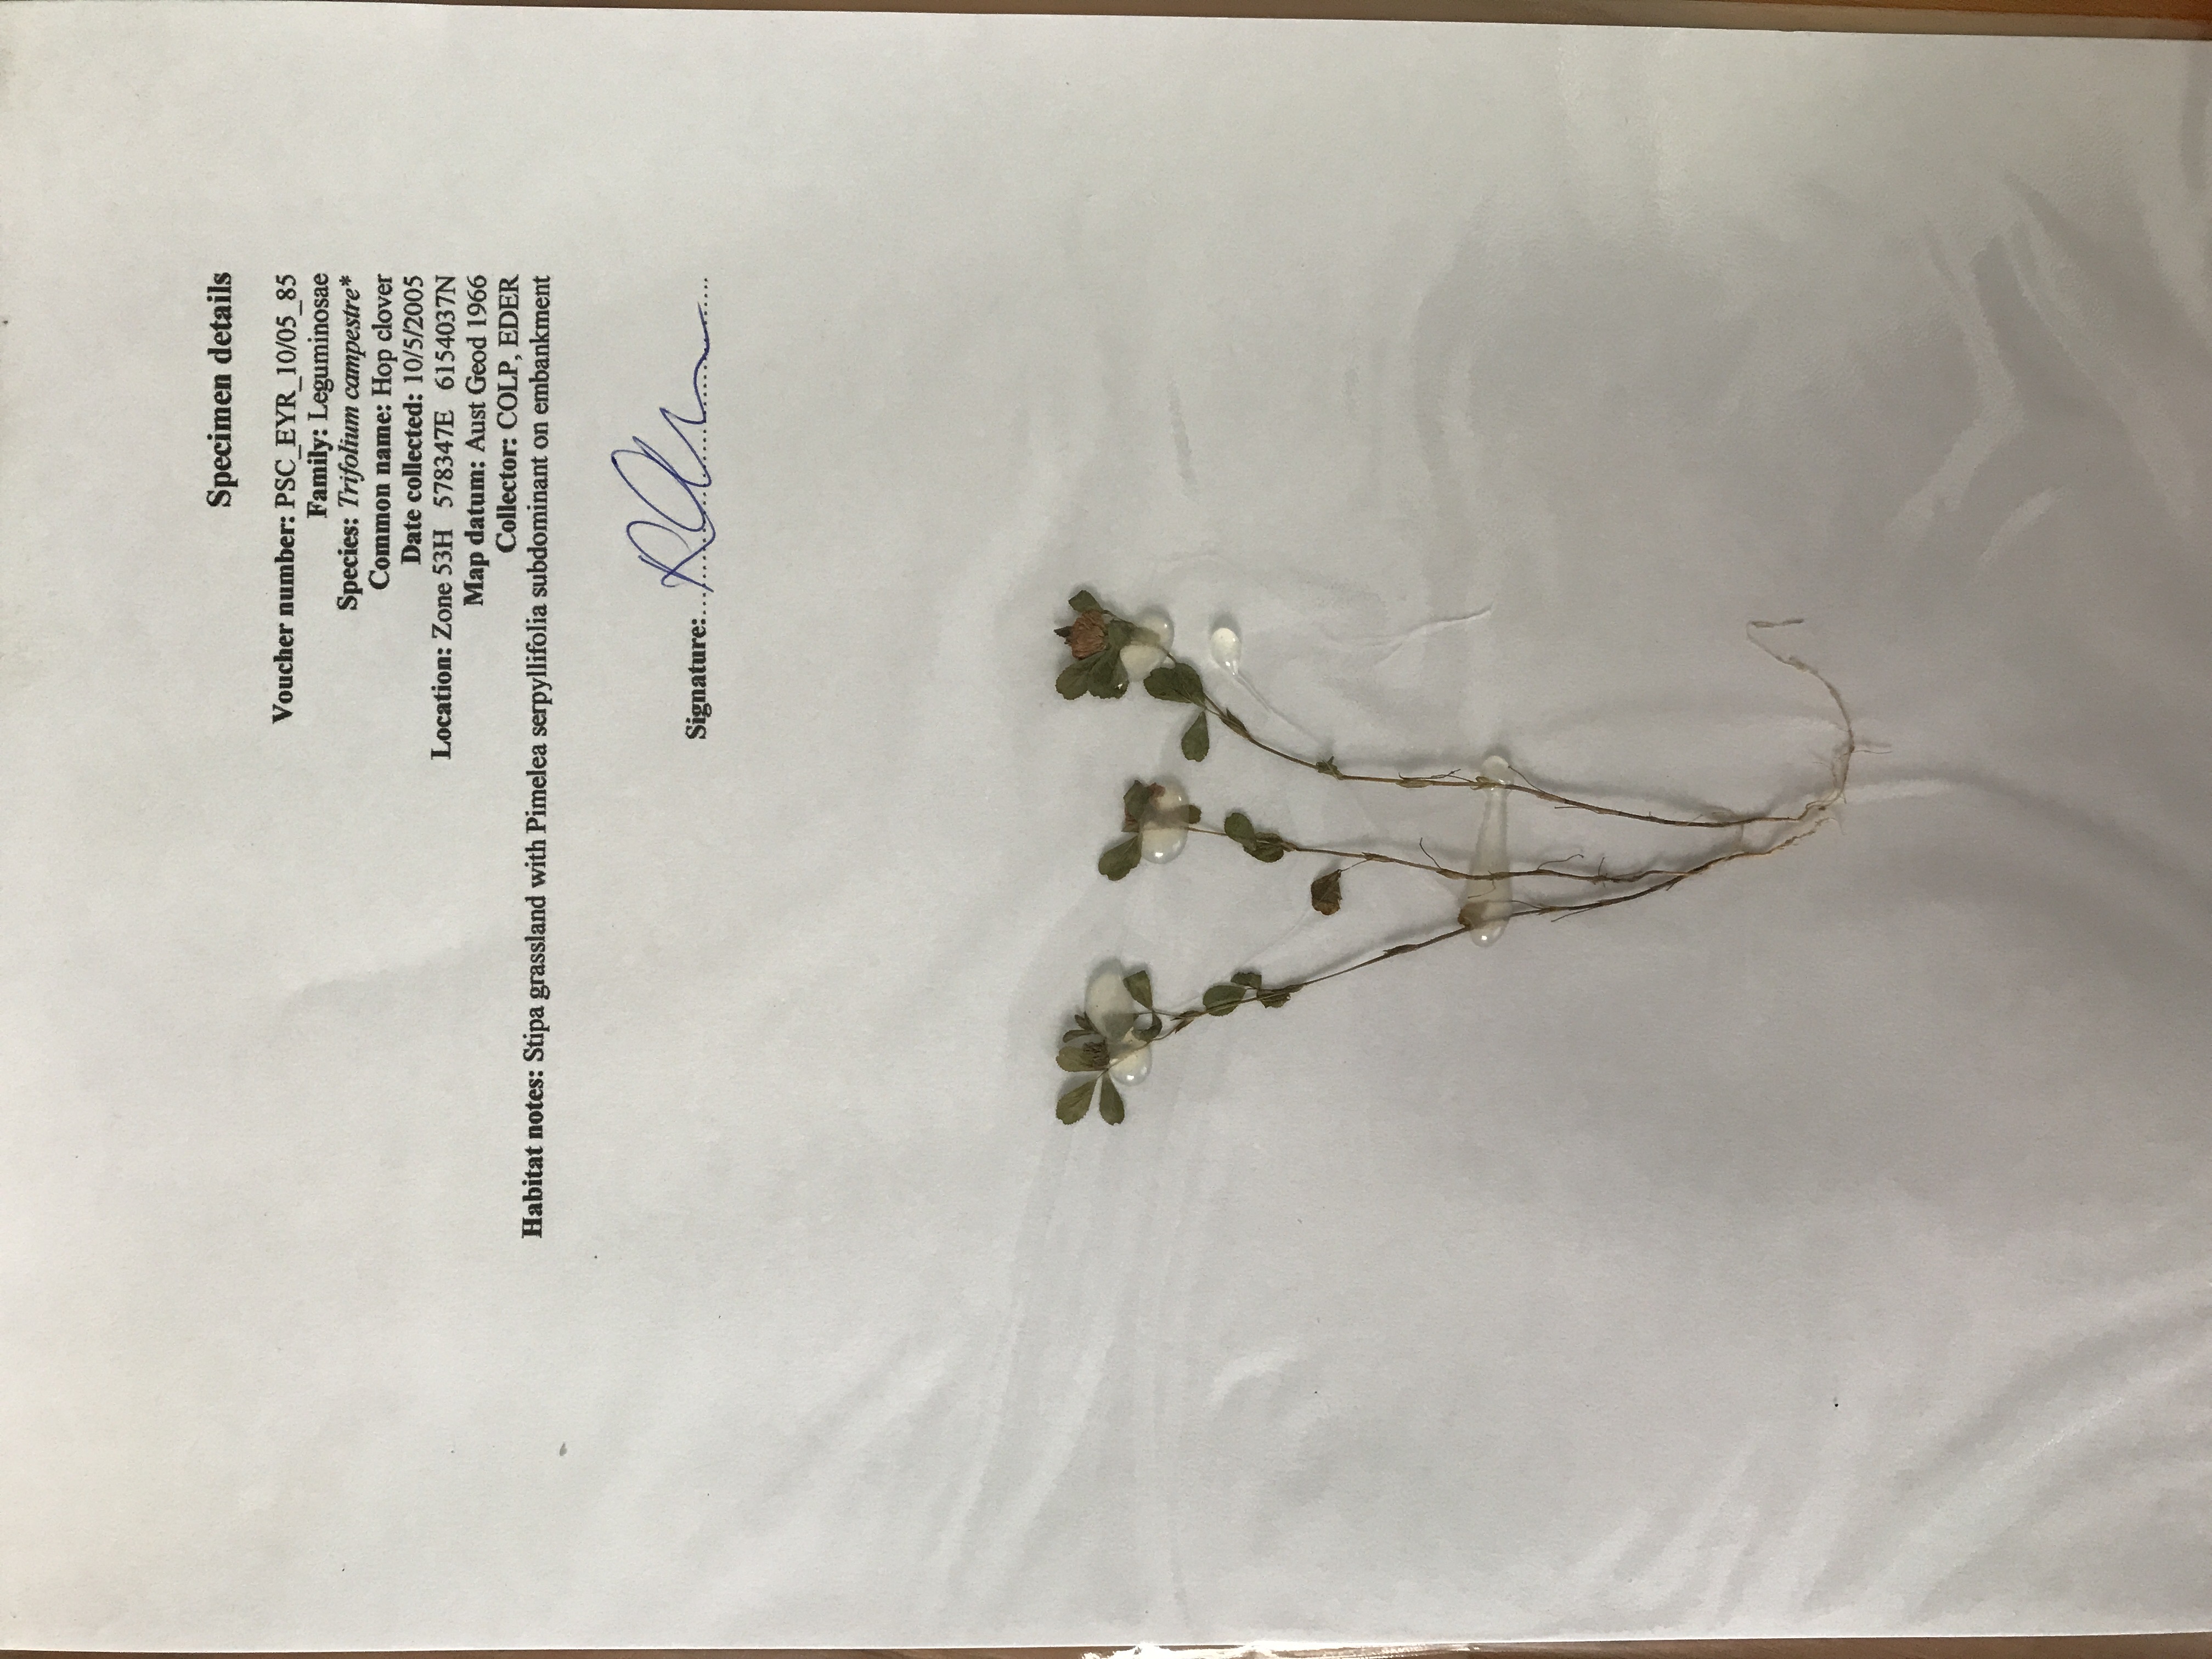 Specimen details
Voucher number: PSC_EYR_10/05_85
Family: Leguminosae
Species: Trifolium campestre*
Common name: Hop clover
Date collected: 10/5/2005
Location: Zone 53H 578347E 6154037N
Map datum: Aust Geod 1966
Collector: COLP, EDER
Habitat notes: Stipa grassland with Pimelea serpyllifolia subdominant on embankment
Signature: